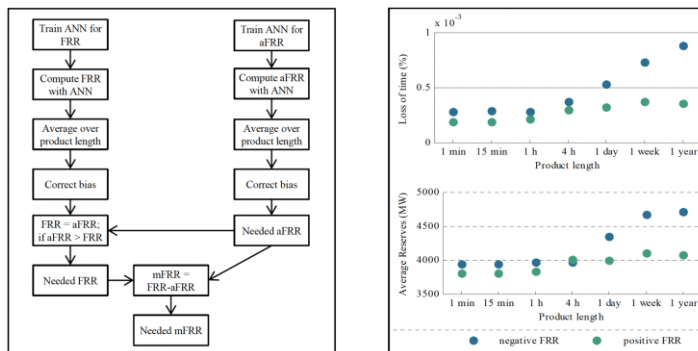 Train ANN for
FRR
Train ANN for
aFRR
Compute FRR
with ANN
Compute aFRR
with ANN
Average over
product length
Average over
product length
Correct bias
Correct bias
FRR = aFRR;
if aFRR > FRR
Needed aFRR
Needed FRR
mFRR =
FRR-aFRR
Needed mFRR
× 10⁻³
Loss of time (%)
1
0.5
0
1 min
15 min
1 h
4 h
1 day
1 week
1 year
Product length
Average Reserves (MW)
5000
4500
4000
3500
1 min
15 min
1 h
4 h
1 day
1 week
1 year
Product length
negative FRR
positive FRR